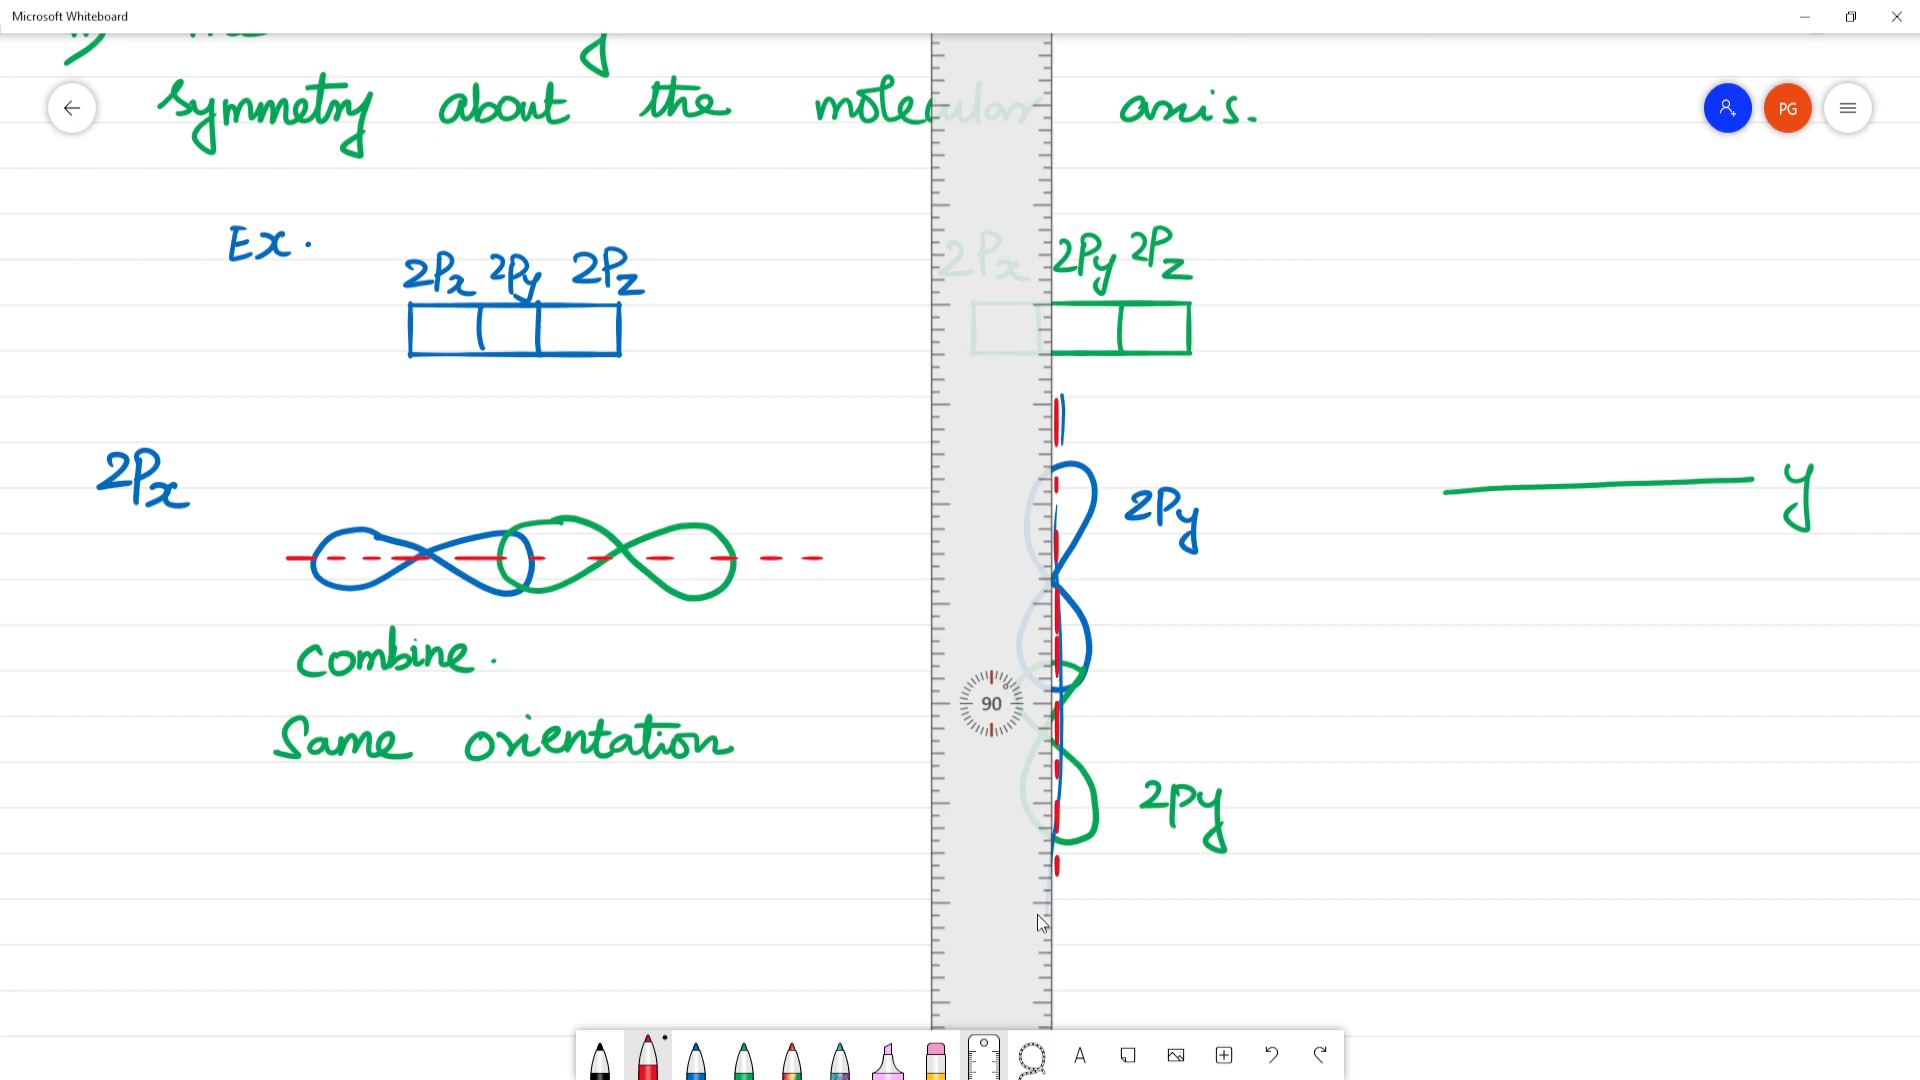 Microsoft Whiteboard
symmetry about the molecular axis.
PG
Ex.
2Px 2Py 2Pz
2Px 2Py 2Pz
2Px
2Py
y
combine.
90
Same orientation
2py
A